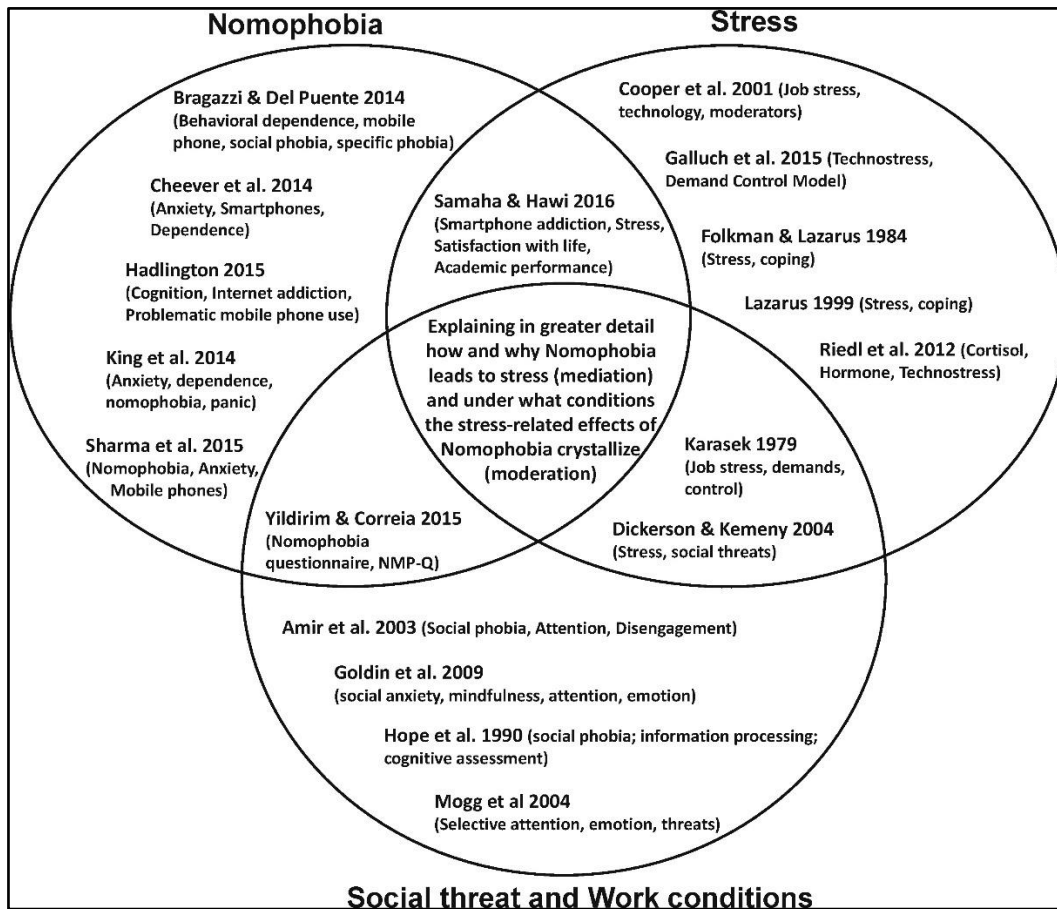 Nomophobia
Stress
Bragazzi & Del Puente 2014
(Behavioral dependence, mobile
phone, social phobia, specific phobia)
Cheever et al. 2014
(Anxiety, Smartphones,
Dependence)
Hadlington 2015
(Cognition, Internet addiction,
Problematic mobile phone use)
King et al. 2014
(Anxiety, dependence,
nomophobia, panic)
Sharma et al. 2015
(Nomophobia, Anxiety,
Mobile phones)
Samaha & Hawi 2016
(Smartphone addiction, Stress,
Satisfaction with life,
Academic performance)
Cooper et al. 2001 (Job stress,
technology, moderators)
Galluch et al. 2015 (Technostress,
Demand Control Model)
Folkman & Lazarus 1984
(Stress, coping)
Lazarus 1999 (Stress, coping)
Riedl et al. 2012 (Cortisol,
Hormone, Technostress)
Explaining in greater detail
how and why Nomophobia
leads to stress (mediation)
and under what conditions
the stress-related effects of
Nomophobia crystallize
(moderation)
Yildirim & Correia 2015
(Nomophobia
questionnaire, NMP-Q)
Karasek 1979
(Job stress, demands,
control)
Dickerson & Kemeny 2004
(Stress, social threats)
Amir et al. 2003 (Social phobia, Attention, Disengagement)
Goldin et al. 2009
(social anxiety, mindfulness, attention, emotion)
Hope et al. 1990 (social phobia; information processing;
cognitive assessment)
Mogg et al 2004
(Selective attention, emotion, threats)
Social threat and Work conditions